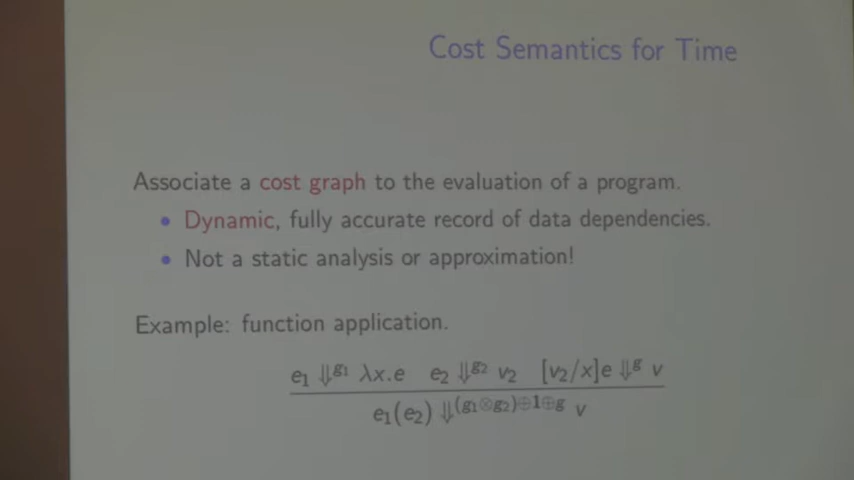 Cost Semantics for Time
Associate a cost graph to the evaluation of a program.
• Dynamic, fully accurate record of data dependencies.
• Not a static analysis or approximation!
Example: function application.
e₁ ⇓^g₁ λx.e e₂ ⇓^g₂ v₂ [v₂/x]e ⇓^g v
e₁(e₂) ⇓^(g₁⊗g₂)⊕1⊕g v